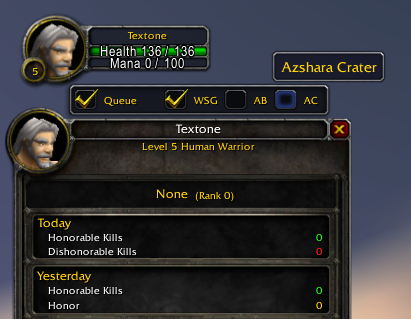 Textone
Health 136 / 136
Mana 0 / 100
5
Azshara Crater
Queue WSG AB AC
Textone
Level 5 Human Warrior
None (Rank 0)
Today
Honorable Kills 0
Dishonorable Kills 0
Yesterday
Honorable Kills 0
Honor 0